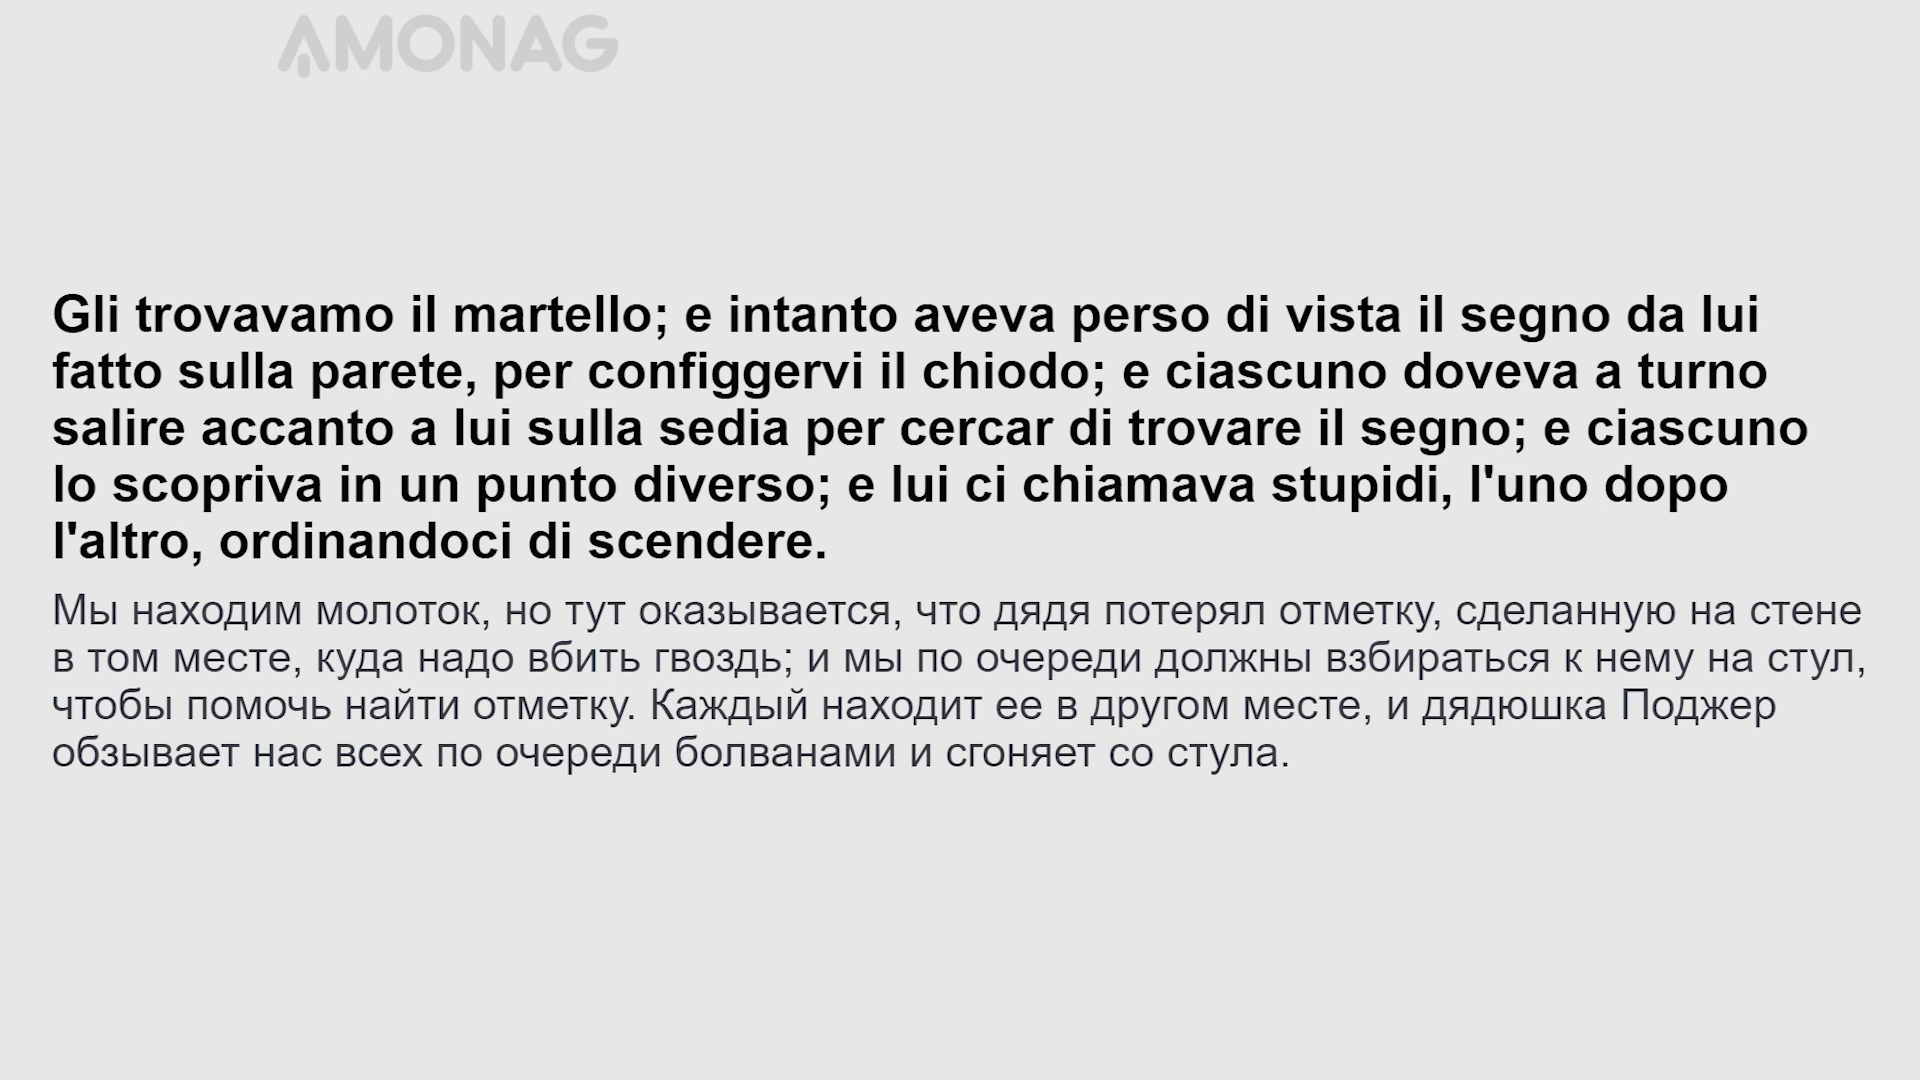 AMONAG
Gli trovavamo il martello; e intanto aveva perso di vista il segno da lui
fatto sulla parete, per configgervi il chiodo; e ciascuno doveva a turno
salire accanto a lui sulla sedia per cercar di trovare il segno; e ciascuno
lo scopriva in un punto diverso; e lui ci chiamava stupidi, l'uno dopo
l'altro, ordinandoci di scendere.
Мы находим молоток, но тут оказывается, что дядя потерял отметку, сделанную на стене
в том месте, куда надо вбить гвоздь; и мы по очереди должны взбираться к нему на стул,
чтобы помочь найти отметку. Каждый находит ее в другом месте, и дядюшка Поджер
обзывает нас всех по очереди болванами и сгоняет со стула.